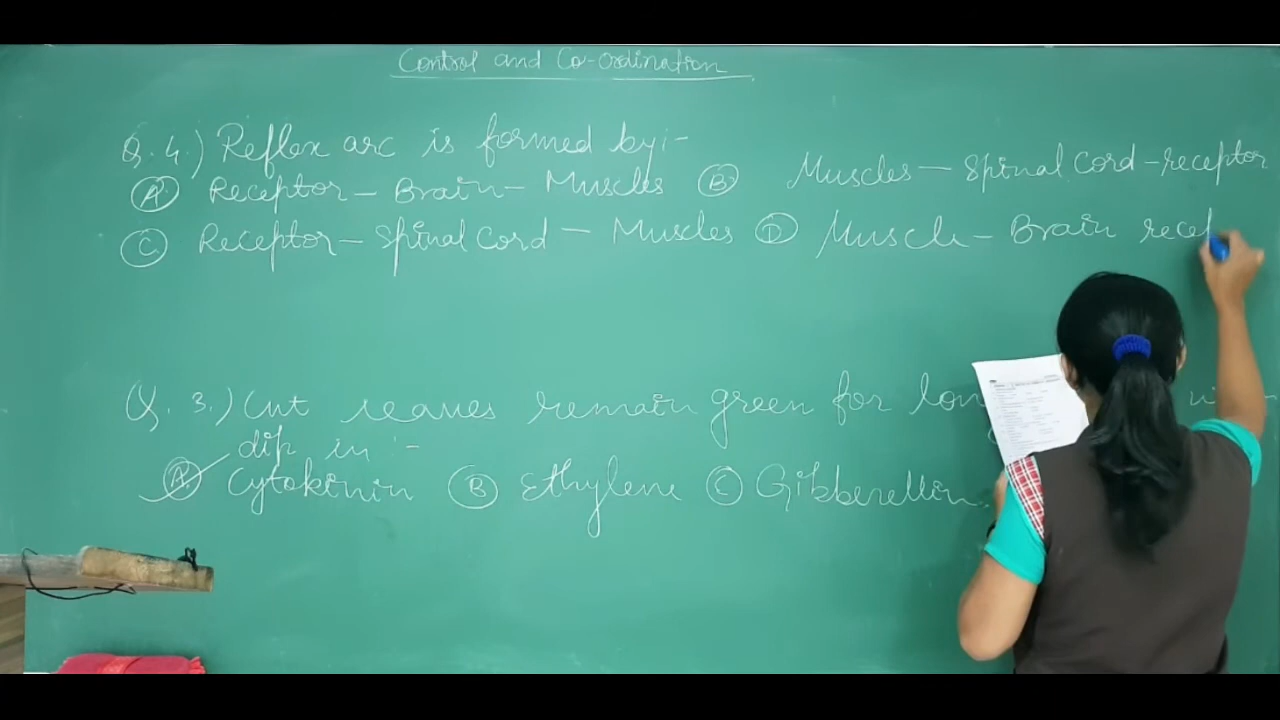 Control and Co-ordination
Q.4.) Reflex arc is formed by:-
(A) Receptor - Brain - Muscles (B) Muscles - Spinal Cord - receptor
(C) Receptor - Spinal Cord - Muscles (D) Muscle - Brain recep
Q.3.) Cut leaves remain green for lon
dip in:-
(A) Cytokinin (B) Ethylene (C) Gibberellin